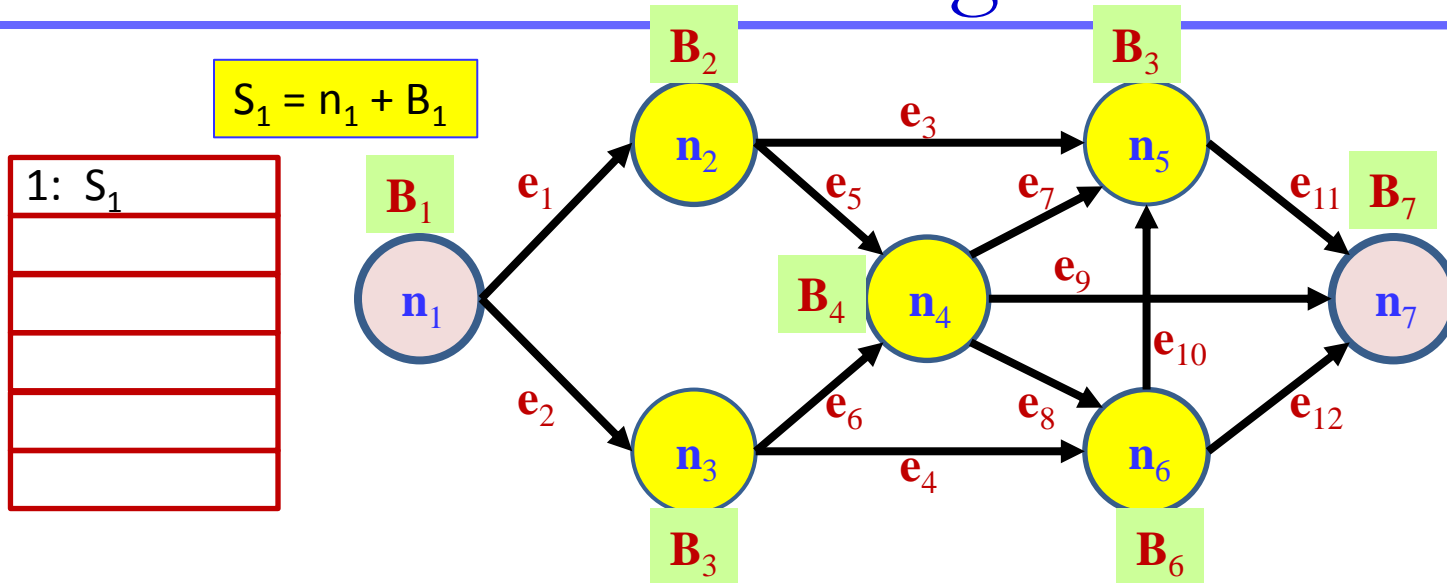 g
S₁ = n₁ + B₁
1: S₁
B₁
n₁
e₁
e₂
B₂
n₂
n₃
B₃
e₃
e₅
e₆
e₄
B₄
n₄
e₇
e₉
e₈
e₁₀
B₃
n₅
n₆
B₆
e₁₁
e₁₂
B₇
n₇